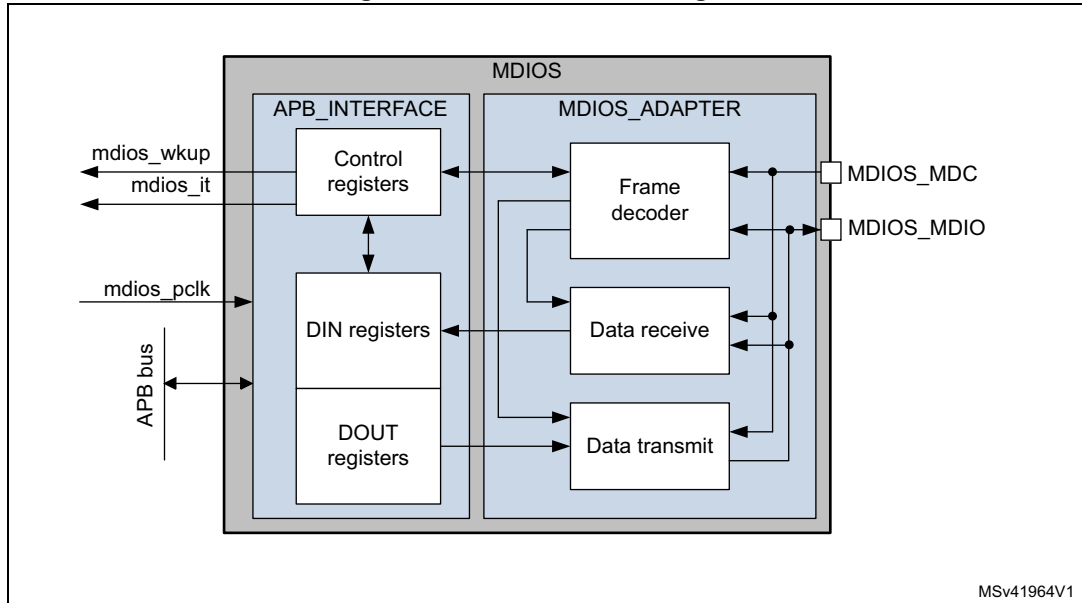 MDIOS
APB_INTERFACE
MDIOS_ADAPTER
mdios_wkup
mdios_it
Control
registers
Frame
decoder
MDIOS_MDC
MDIOS_MDIO
mdios_pclk
DIN registers
Data receive
APB bus
DOUT
registers
Data transmit
MSv41964V1